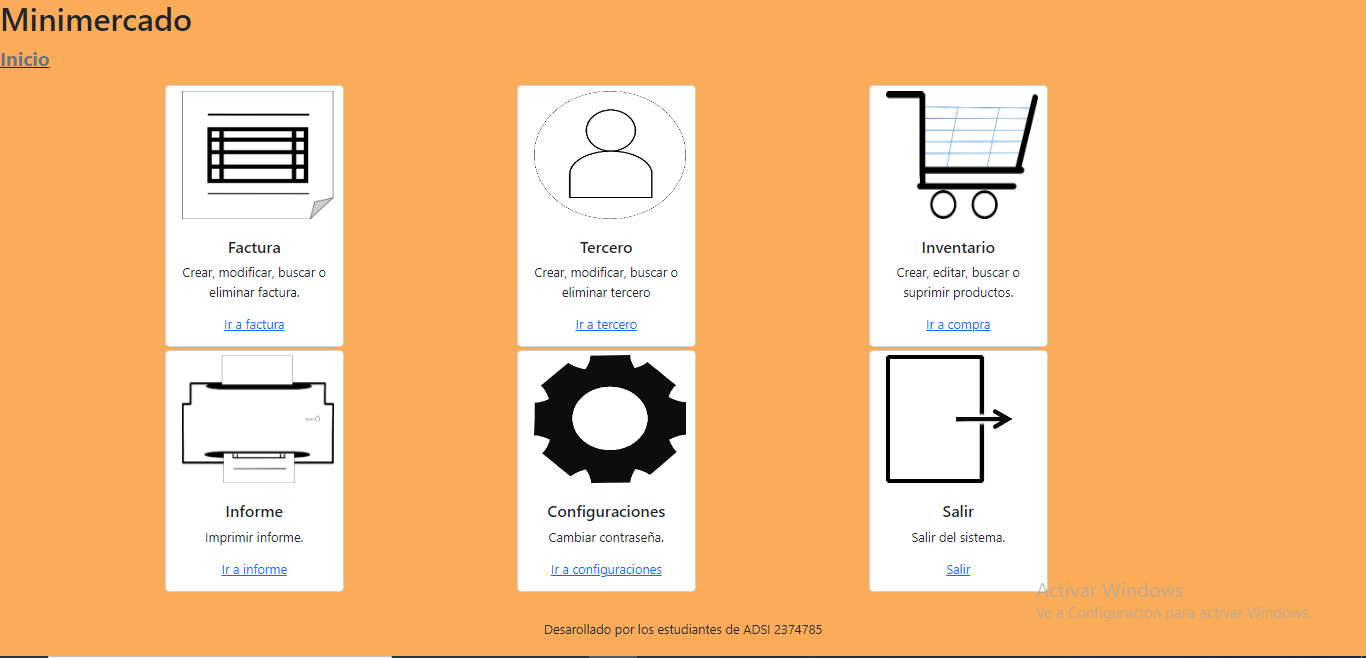 Minimercado
Inicio
Factura
Crear, modificar, buscar o
eliminar factura.
Ir a factura
Tercero
Crear, modificar, buscar o
eliminar tercero
Ir a tercero
Inventario
Crear, editar, buscar o
suprimir productos.
Ir a compra
Informe
Imprimir informe.
Ir a informe
Configuraciones
Cambiar contraseña.
Ir a configuraciones
Salir
Salir del sistema.
Salir
Activar Windows
Ve a Configuración para activar Windows
Desarollado por los estudiantes de ADSI 2374785